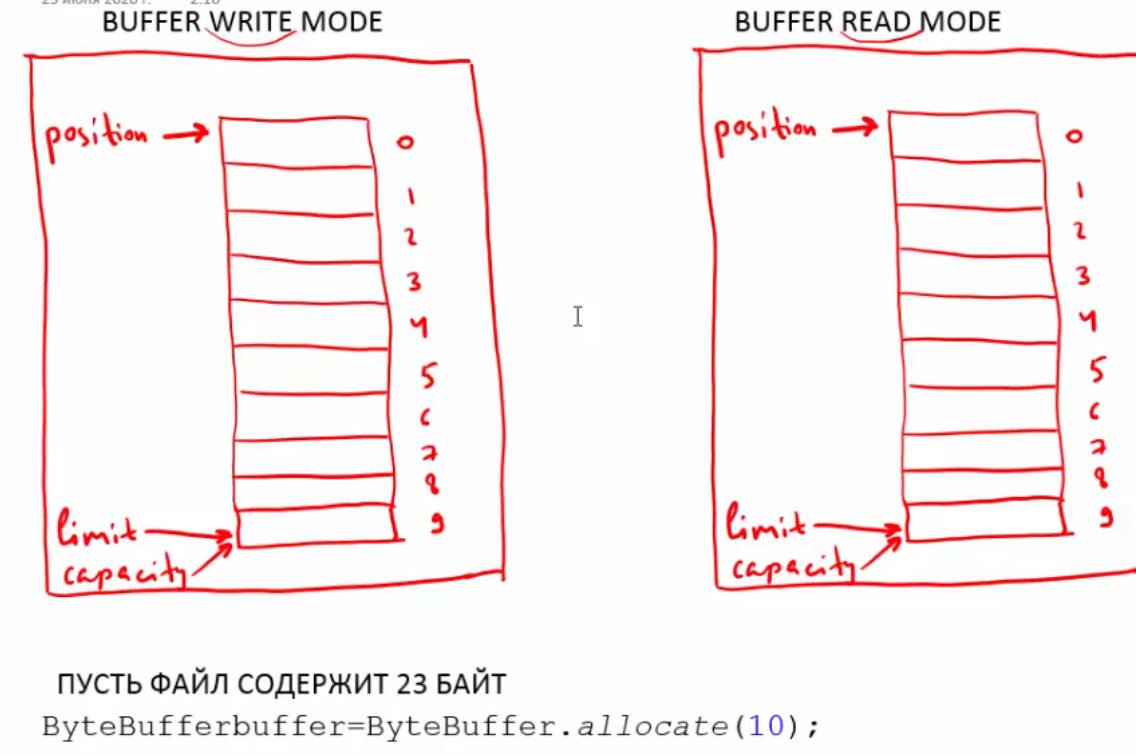 BUFFER WRITE MODE
position
0
1
2
3
4
5
6
7
8
9
limit
capacity
BUFFER READ MODE
position
0
1
2
3
4
5
6
7
8
9
limit
capacity
ПУСТЬ ФАЙЛ СОДЕРЖИТ 23 БАЙТ
ByteBufferbuffer=ByteBuffer.allocate(10);